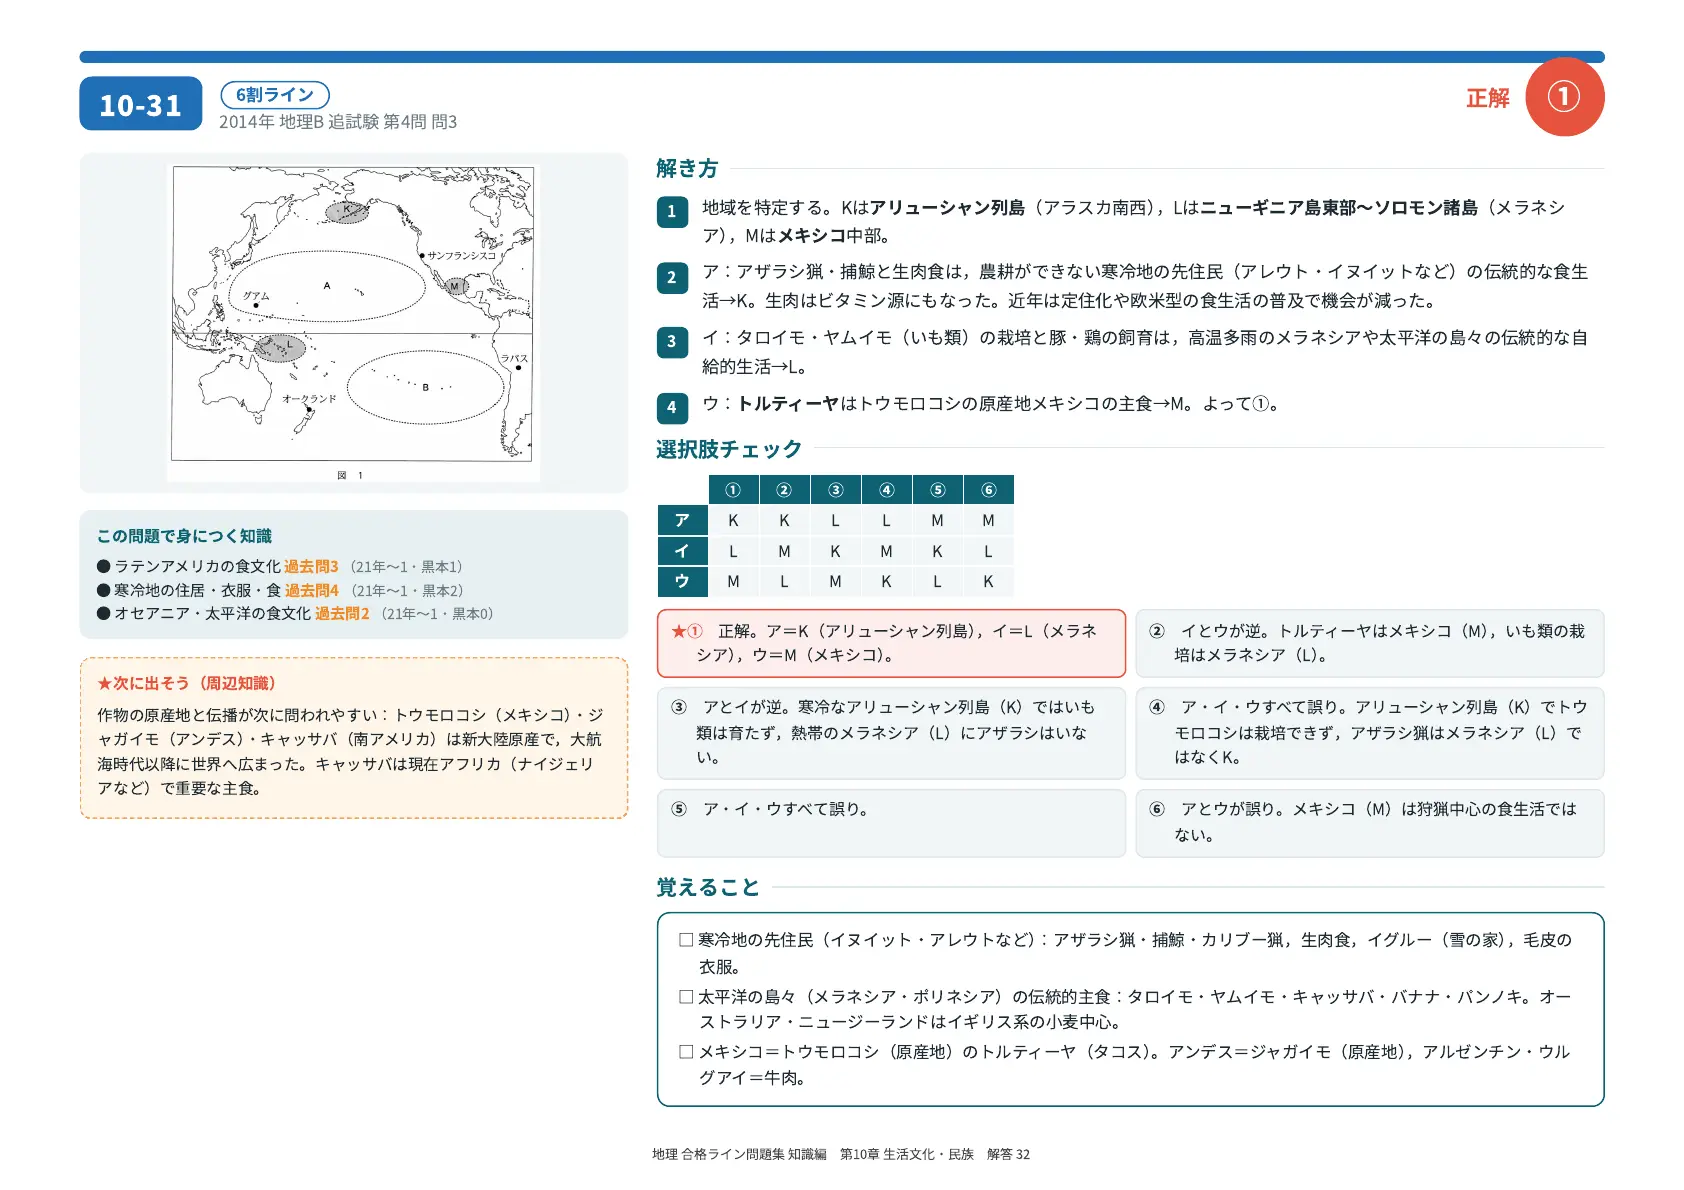 10-31
6割ライン
2014年 地理B 追試験 第4問 問3
正解
①
K
サンフランシスコ
A
M
グアム
L
ラパス
B
オークランド
図 1
この問題で身につく知識
● ラテンアメリカの食文化 過去問3 （21年〜1・黒本1）
● 寒冷地の住居・衣服・食 過去問4 （21年〜1・黒本2）
● オセアニア・太平洋の食文化 過去問2 （21年〜1・黒本0）
★次に出そう（周辺知識）
作物の原産地と伝播が次に問われやすい：トウモロコシ（メキシコ）・ジ
ャガイモ（アンデス）・キャッサバ（南アメリカ）は新大陸原産で，大航
海時代以降に世界へ広まった。キャッサバは現在アフリカ（ナイジェリ
アなど）で重要な主食。
解き方
1 地域を特定する。Kはアリューシャン列島（アラスカ南西），Lはニューギニア島東部〜ソロモン諸島（メラネシ
ア），Mはメキシコ中部。
2 ア：アザラシ猟・捕鯨と生肉食は，農耕ができない寒冷地の先住民（アレウト・イヌイットなど）の伝統的な食生
活→K。生肉はビタミン源にもなった。近年は定住化や欧米型の食生活の普及で機会が減った。
3 イ：タロイモ・ヤムイモ（いも類）の栽培と豚・鶏の飼育は，高温多雨のメラネシアや太平洋の島々の伝統的な自
給的生活→L。
4 ウ：トルティーヤはトウモロコシの原産地メキシコの主食→M。よって①。
選択肢チェック
① ② ③ ④ ⑤ ⑥
ア K K L L M M
イ L M K M K L
ウ M L M K L K
★① 正解。ア＝K（アリューシャン列島），イ＝L（メラネ
シア），ウ＝M（メキシコ）。
② イとウが逆。トルティーヤはメキシコ（M），いも類の栽
培はメラネシア（L）。
③ アとイが逆。寒冷なアリューシャン列島（K）ではいも
類は育たず，熱帯のメラネシア（L）にアザラシはいな
い。
④ ア・イ・ウすべて誤り。アリューシャン列島（K）でトウ
モロコシは栽培できず，アザラシ猟はメラネシア（L）で
はなくK。
⑤ ア・イ・ウすべて誤り。
⑥ アとウが誤り。メキシコ（M）は狩猟中心の食生活では
ない。
覚えること
□ 寒冷地の先住民（イヌイット・アレウトなど）：アザラシ猟・捕鯨・カリブー猟，生肉食，イグルー（雪の家），毛皮の
衣服。
□ 太平洋の島々（メラネシア・ポリネシア）の伝統的主食：タロイモ・ヤムイモ・キャッサバ・バナナ・パンノキ。オー
ストラリア・ニュージーランドはイギリス系の小麦中心。
□ メキシコ＝トウモロコシ（原産地）のトルティーヤ（タコス）。アンデス＝ジャガイモ（原産地），アルゼンチン・ウル
グアイ＝牛肉。
地理 合格ライン問題集 知識編 第10章 生活文化・民族 解答 32